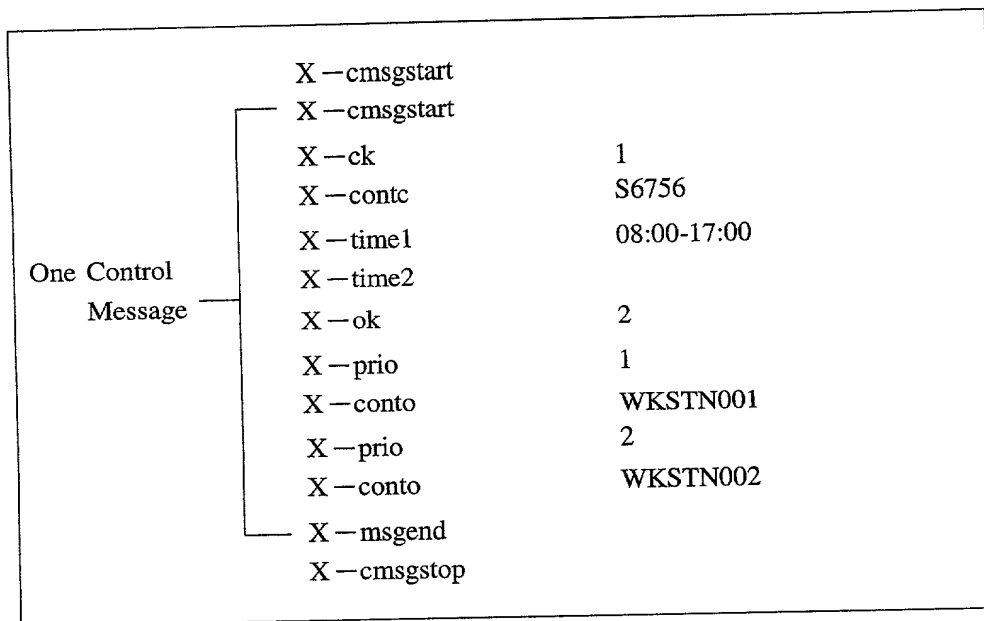 X —cmsgstart
X —cmsgstart
X —ck 1
X —contc S6756
X —time1 08:00-17:00
One Control
X —time2
Message
X —ok 2
X —prio 1
X —conto WKSTN001
X —prio 2
X —conto WKSTN002
X —msgend
X —cmsgstop